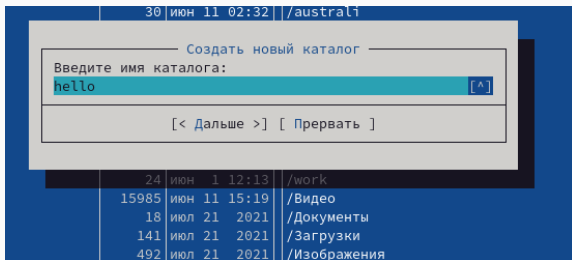 30 июн 11 02:32 /australi
Создать новый каталог
Введите имя каталога:
hello [^]
[< Дальше >] [ Прервать ]
24 июн 1 12:13 /work
15985 июн 11 15:19 /Видео
18 июл 21 2021 /Документы
141 июл 21 2021 /Загрузки
492 июл 21 2021 /Изображения